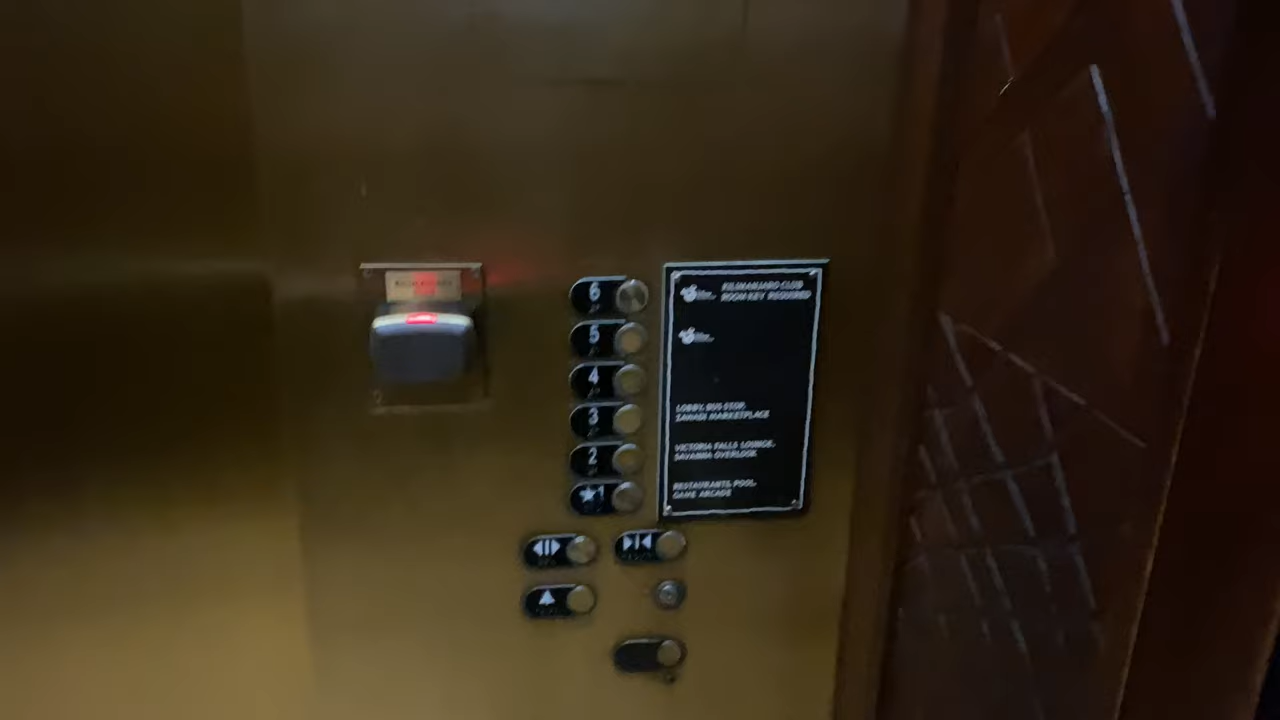 6
5
4
3
2
★1
KILIMANJARO CLUB
ROOM KEY REQUIRED
LOBBY, BUS STOP,
ZAWADI MARKETPLACE
VICTORIA FALLS LOUNGE,
SAVANNA OVERLOOK
RESTAURANTS, POOL,
GAME ARCADE